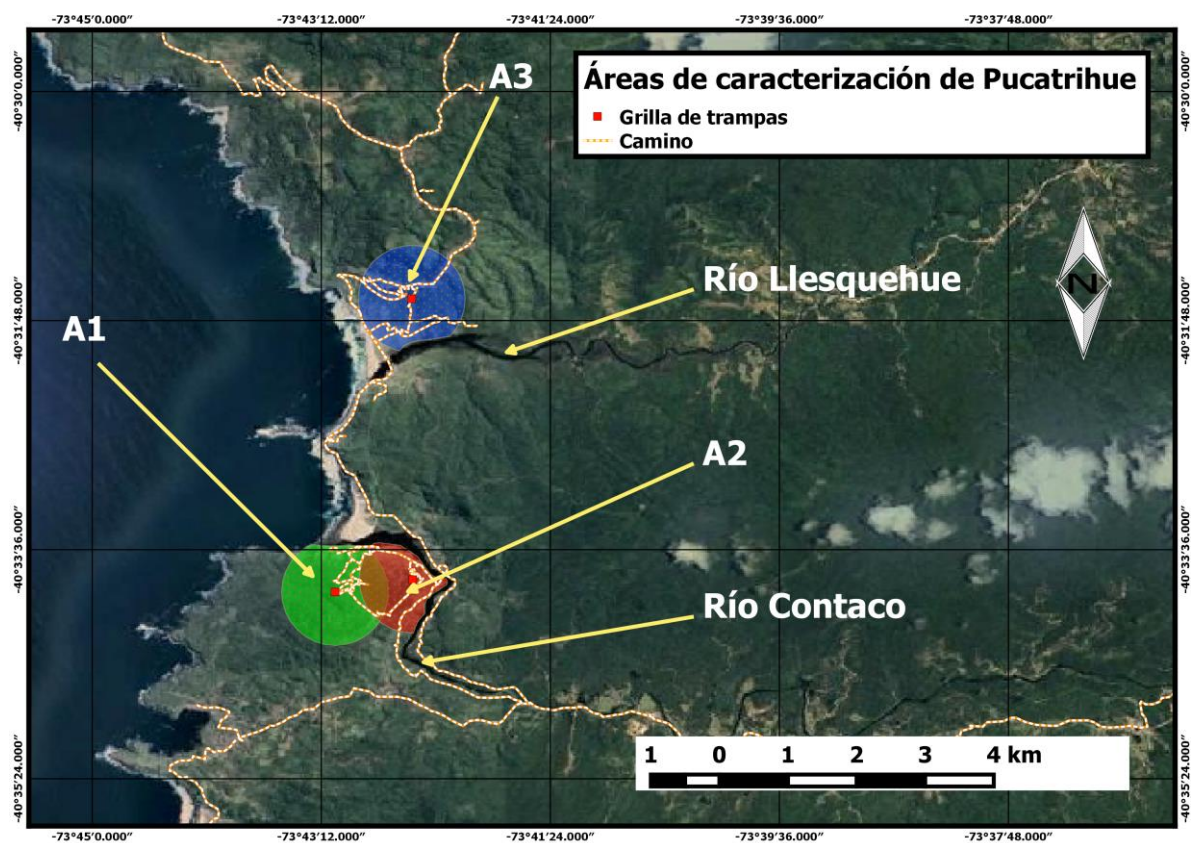 -73°45′0.000″ -73°43′12.000″ -73°41′24.000″ -73°39′36.000″ -73°37′48.000″
Áreas de caracterización de Pucatrihue
Grilla de trampas
Camino
A3
-40°30′0.000″ -40°30′0.000″
N
Río Llesquehue
A1
-40°31′48.000″ -40°31′48.000″
A2
-40°33′36.000″ -40°33′36.000″
Río Contaco
1 0 1 2 3 4 km
-40°35′24.000″ -40°35′24.000″
-73°45′0.000″ -73°43′12.000″ -73°41′24.000″ -73°39′36.000″ -73°37′48.000″